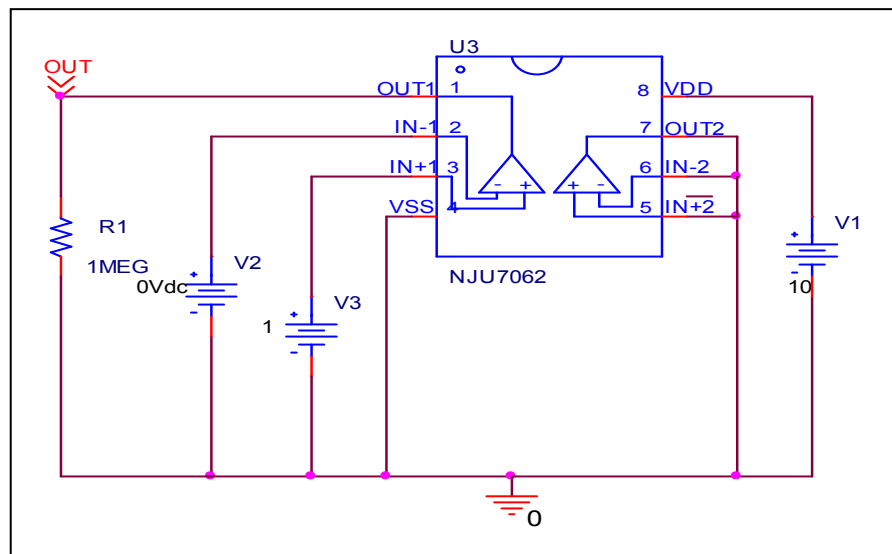 U3
OUT
OUT1
1
8
VDD
IN-1
2
7
OUT2
IN+1
3
6
IN-2
VSS
4
5
IN+2
R1
1MEG
V2
0Vdc
V3
1
V1
10
NJU7062
-
+
-
+
+
-
+
-
+
-
0